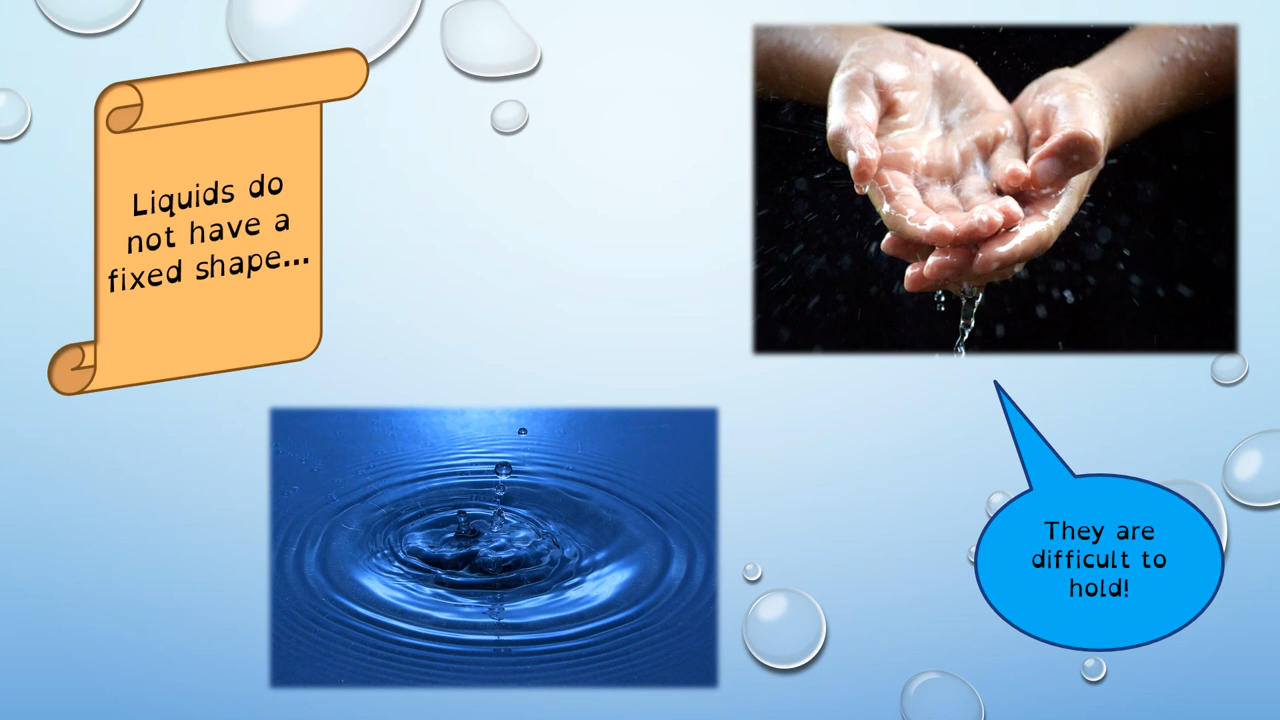 Liquids do
not have a
fixed shape...
They are
difficult to
hold!